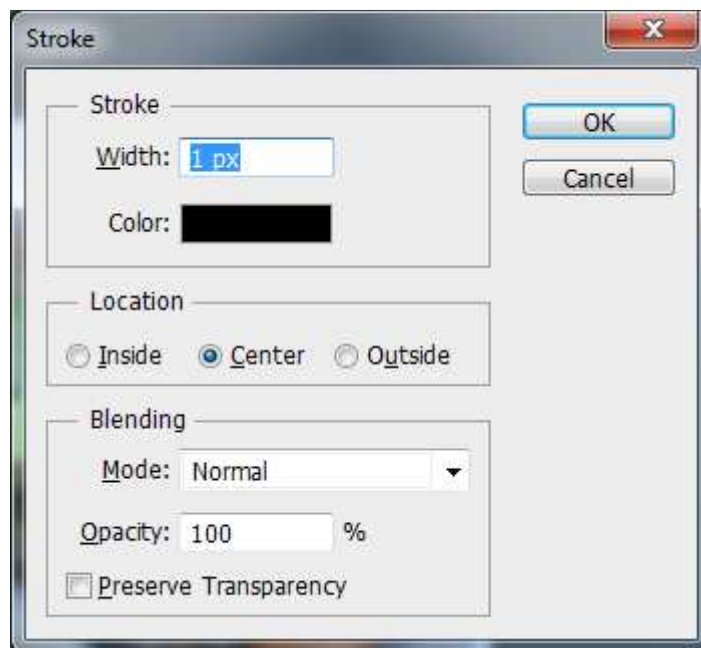 Stroke
Stroke
Width: 1 px
Color:
OK
Cancel
Location
Inside Center Outside
Blending
Mode: Normal
Opacity: 100 %
Preserve Transparency